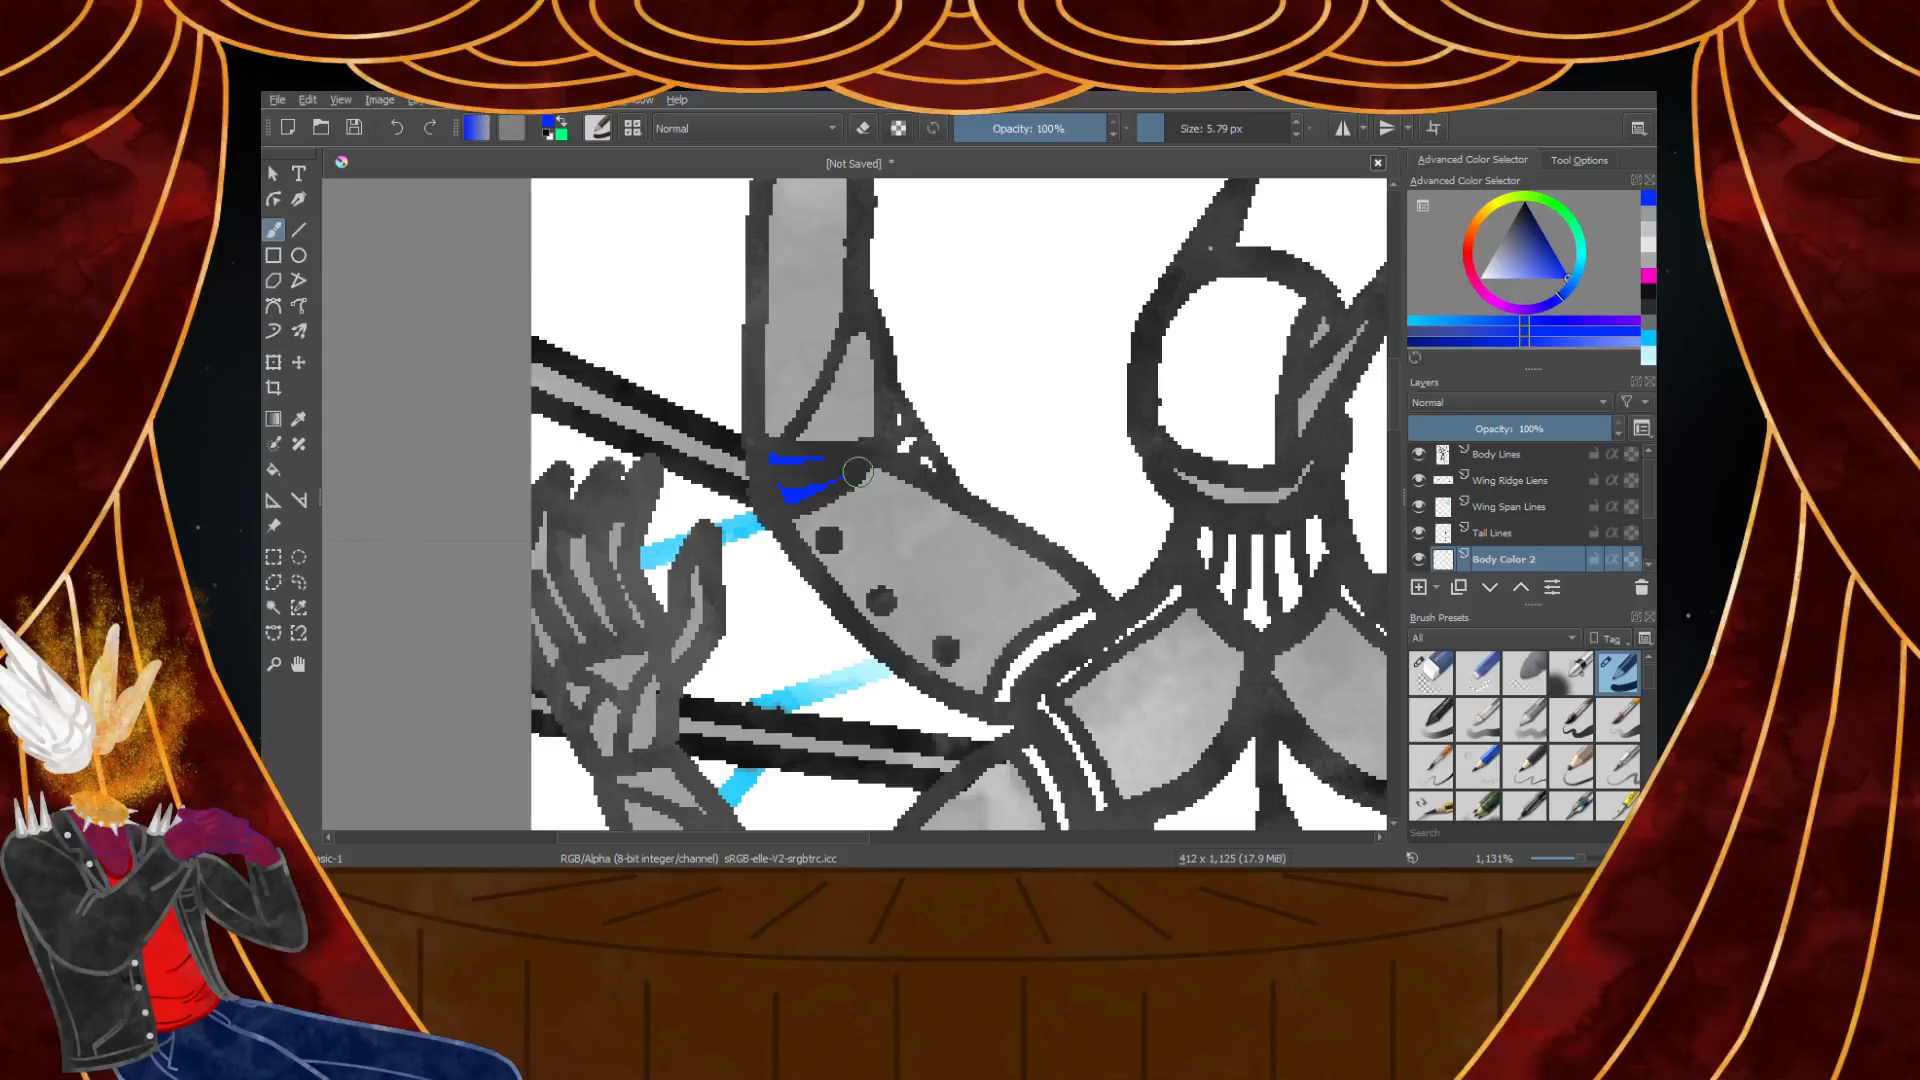 File Edit View Image Help
Normal
Opacity: 100%
Size: 5.79 px
[Not Saved] *
Advanced Color Selector Tool Options
Advanced Color Selector
Layers
Normal
Opacity: 100%
Body Lines
Wing Ridge Liens
Wing Span Lines
Tail Lines
Body Color 2
Brush Presets
All
Tag
Search
RGB/Alpha (8-bit integer/channel) sRGB-elle-V2-srgbtrc.icc
412 x 1,125 (17.9 MiB)
1,131%